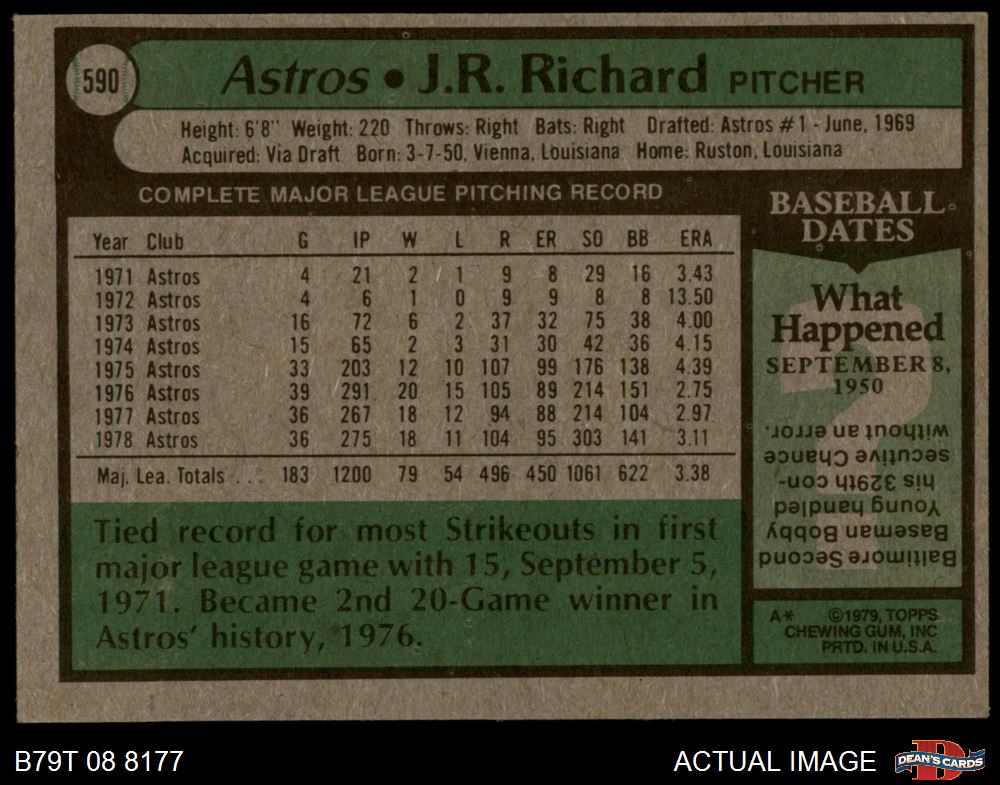 590
Astros • J.R. Richard PITCHER
Height: 6'8" Weight: 220 Throws: Right Bats: Right Drafted: Astros #1 - June, 1969
Acquired: Via Draft Born: 3-7-50, Vienna, Louisiana Home: Ruston, Louisiana
COMPLETE MAJOR LEAGUE PITCHING RECORD
Year Club G IP W L R ER SO BB ERA
1971 Astros 4 21 2 1 9 8 29 16 3.43
1972 Astros 4 6 1 0 9 9 8 8 13.50
1973 Astros 16 72 6 2 37 32 75 38 4.00
1974 Astros 15 65 2 3 31 30 42 36 4.15
1975 Astros 33 203 12 10 107 99 176 138 4.39
1976 Astros 39 291 20 15 105 89 214 151 2.75
1977 Astros 36 267 18 12 94 88 214 104 2.97
1978 Astros 36 275 18 11 104 95 303 141 3.11
Maj. Lea. Totals . . . 183 1200 79 54 496 450 1061 622 3.38
Tied record for most Strikeouts in first
major league game with 15, September 5,
1971. Became 2nd 20-Game winner in
Astros' history, 1976.
BASEBALL
DATES
What
Happened
SEPTEMBER 8,
1950
?
Baltimore Second
Baseman Bobby
Young handled
his 329th con-
secutive Chance
without an error.
A* ©1979, TOPPS
CHEWING GUM, INC
PRTD. IN U.S.A.
B79T 08 8177
ACTUAL IMAGE
D
DEAN'S CARDS